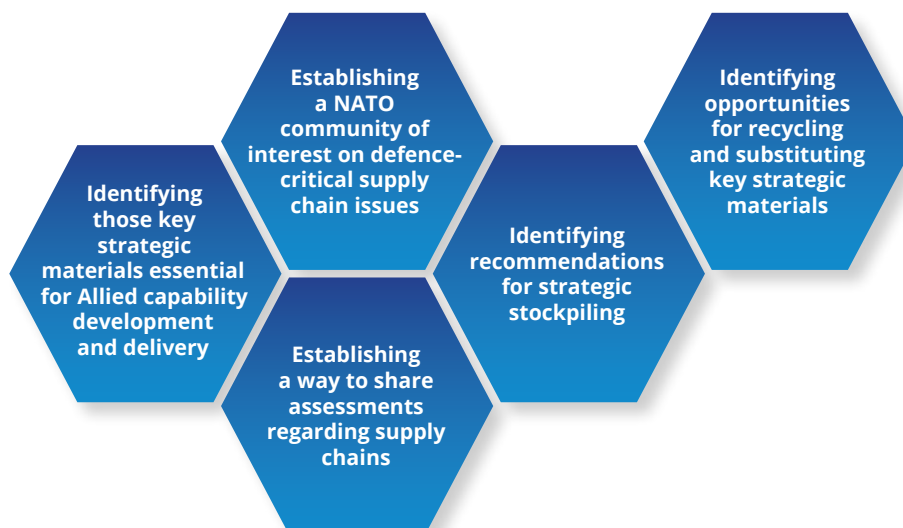 Establishing
a NATO
community of
interest on defence-
critical supply
chain issues
Identifying
opportunities
for recycling
and substituting
key strategic
materials
Identifying
those key
strategic
materials essential
for Allied capability
development
and delivery
Identifying
recommendations
for strategic
stockpiling
Establishing
a way to share
assessments
regarding supply
chains